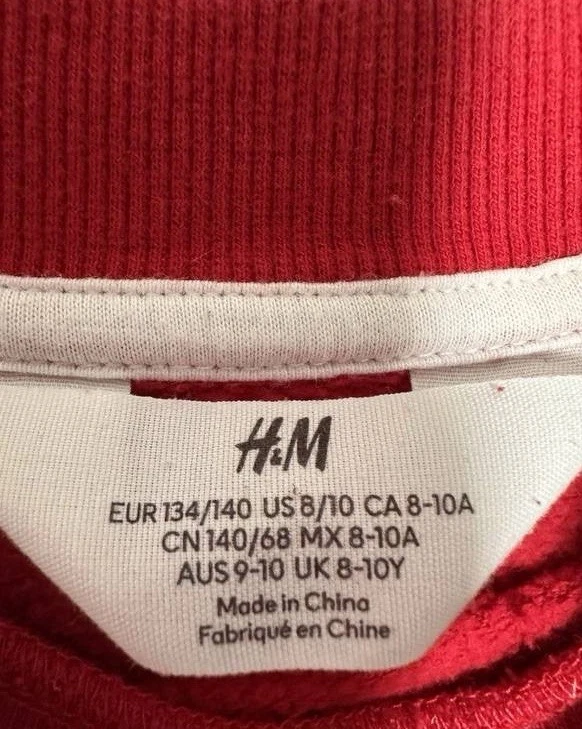 H&M
EUR 134/140 US 8/10 CA 8-10A
CN 140/68 MX 8-10A
AUS 9-10 UK 8-10Y
Made in China
Fabriqué en Chine